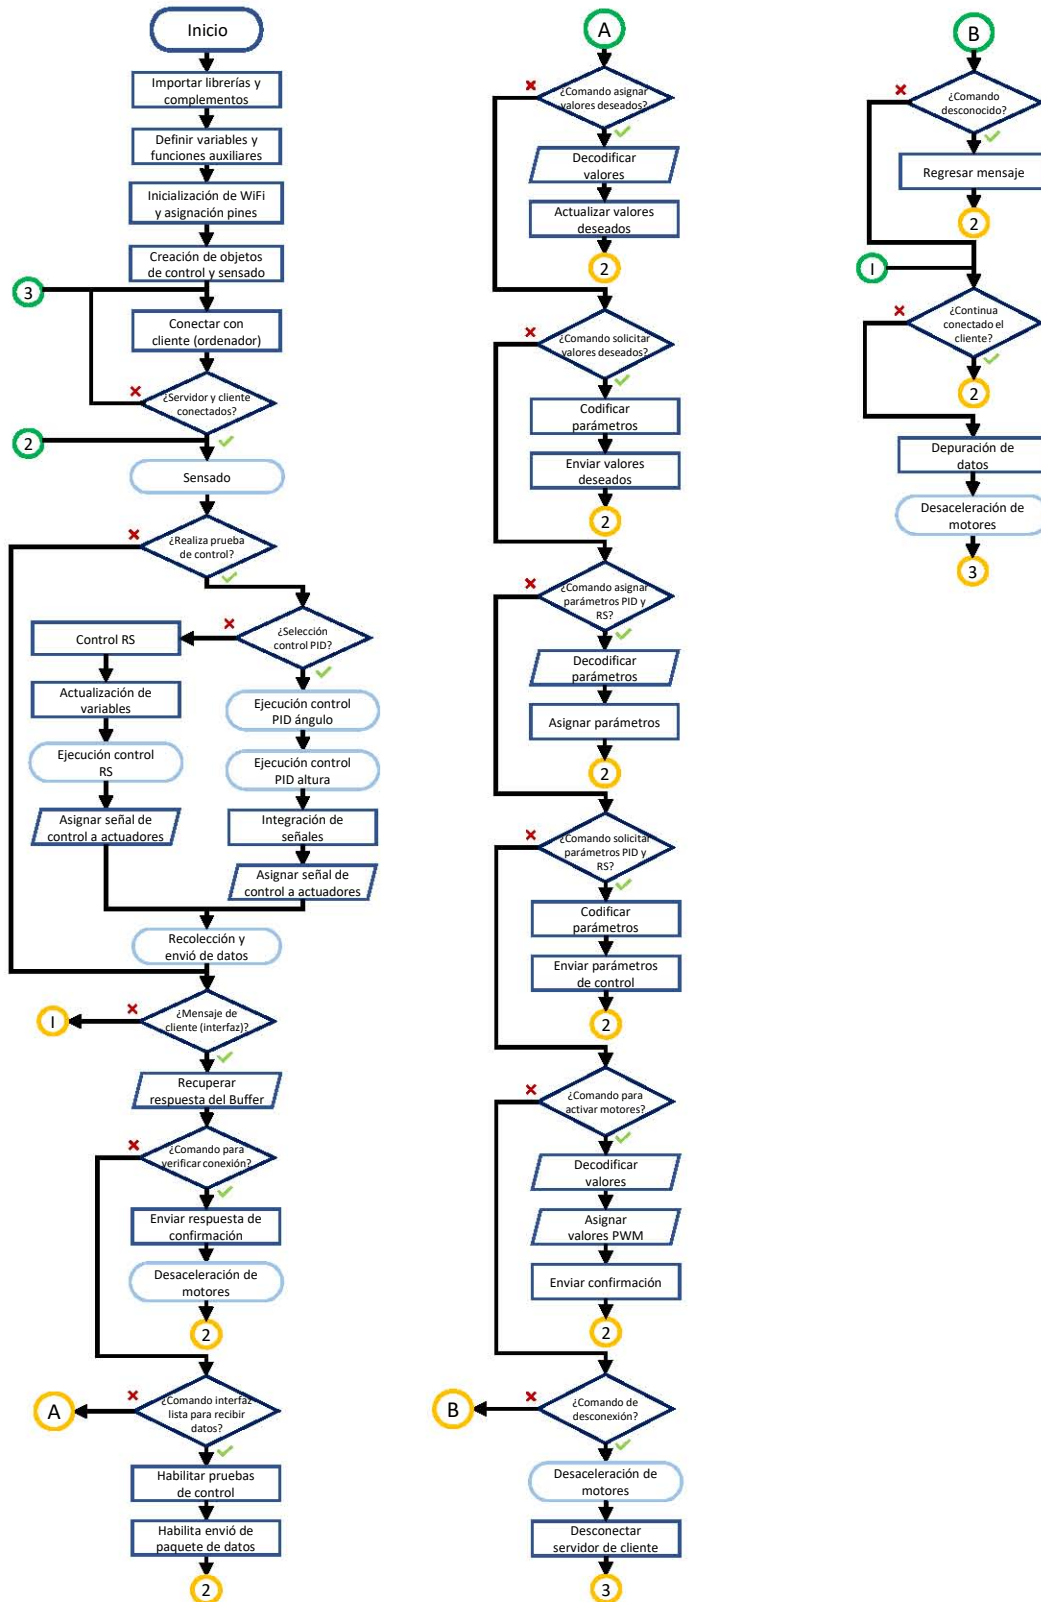 Inicio
Importar librerías y
complementos
Definir variables y
funciones auxiliares
Inicialización de WiFi
y asignación pines
Creación de objetos
de control y sensado
3
Conectar con
cliente (ordenador)
¿Servidor y cliente
conectados?
2
Sensado
¿Realiza prueba
de control?
¿Selección
control PID?
Control RS
Actualización de
variables
Ejecución control
RS
Asignar señal de
control a actuadores
Ejecución control
PID ángulo
Ejecución control
PID altura
Integración de
señales
Asignar señal de
control a actuadores
Recolección y
envió de datos
¿Mensaje de
cliente (interfaz)?
I
Recuperar
respuesta del Buffer
¿Comando para
verificar conexión?
Enviar respuesta de
confirmación
Desaceleración de
motores
2
¿Comando interfaz
lista para recibir
datos?
A
Habilitar pruebas
de control
Habilita envió de
paquete de datos
2
A
¿Comando asignar
valores deseados?
Decodificar
valores
Actualizar valores
deseados
2
¿Comando solicitar
valores deseados?
Codificar
parámetros
Enviar valores
deseados
2
¿Comando asignar
parámetros PID y
RS?
Decodificar
parámetros
Asignar parámetros
2
¿Comando solicitar
parámetros PID y
RS?
Codificar
parámetros
Enviar parámetros
de control
2
¿Comando para
activar motores?
Decodificar
valores
Asignar
valores PWM
Enviar confirmación
2
¿Comando de
desconexión?
B
Desaceleración de
motores
Desconectar
servidor de cliente
3
B
¿Comando
desconocido?
Regresar mensaje
2
I
¿Continua
conectado el
cliente?
2
Depuración de
datos
Desaceleración de
motores
3